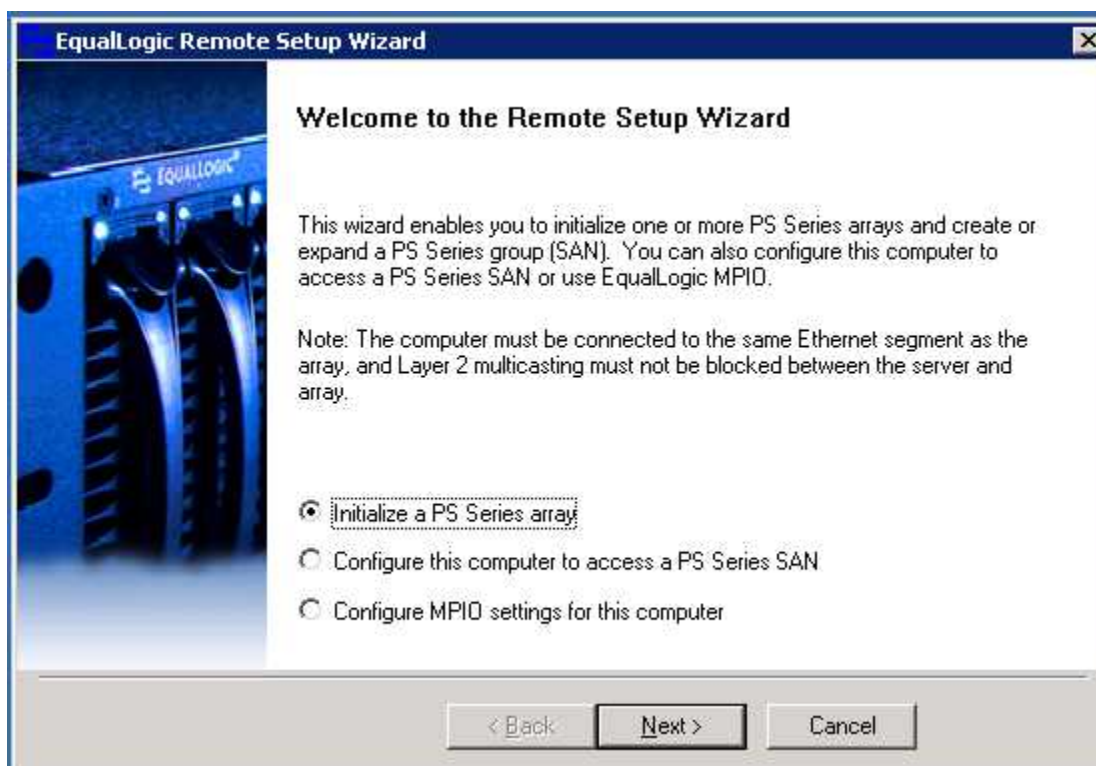 EqualLogic Remote Setup Wizard
Welcome to the Remote Setup Wizard
EQUALLOGIC
This wizard enables you to initialize one or more PS Series arrays and create or
expand a PS Series group (SAN). You can also configure this computer to
access a PS Series SAN or use EqualLogic MPIO.
Note: The computer must be connected to the same Ethernet segment as the
array, and Layer 2 multicasting must not be blocked between the server and
array.
Initialize a PS Series array
Configure this computer to access a PS Series SAN
Configure MPIO settings for this computer
< Back
Next >
Cancel